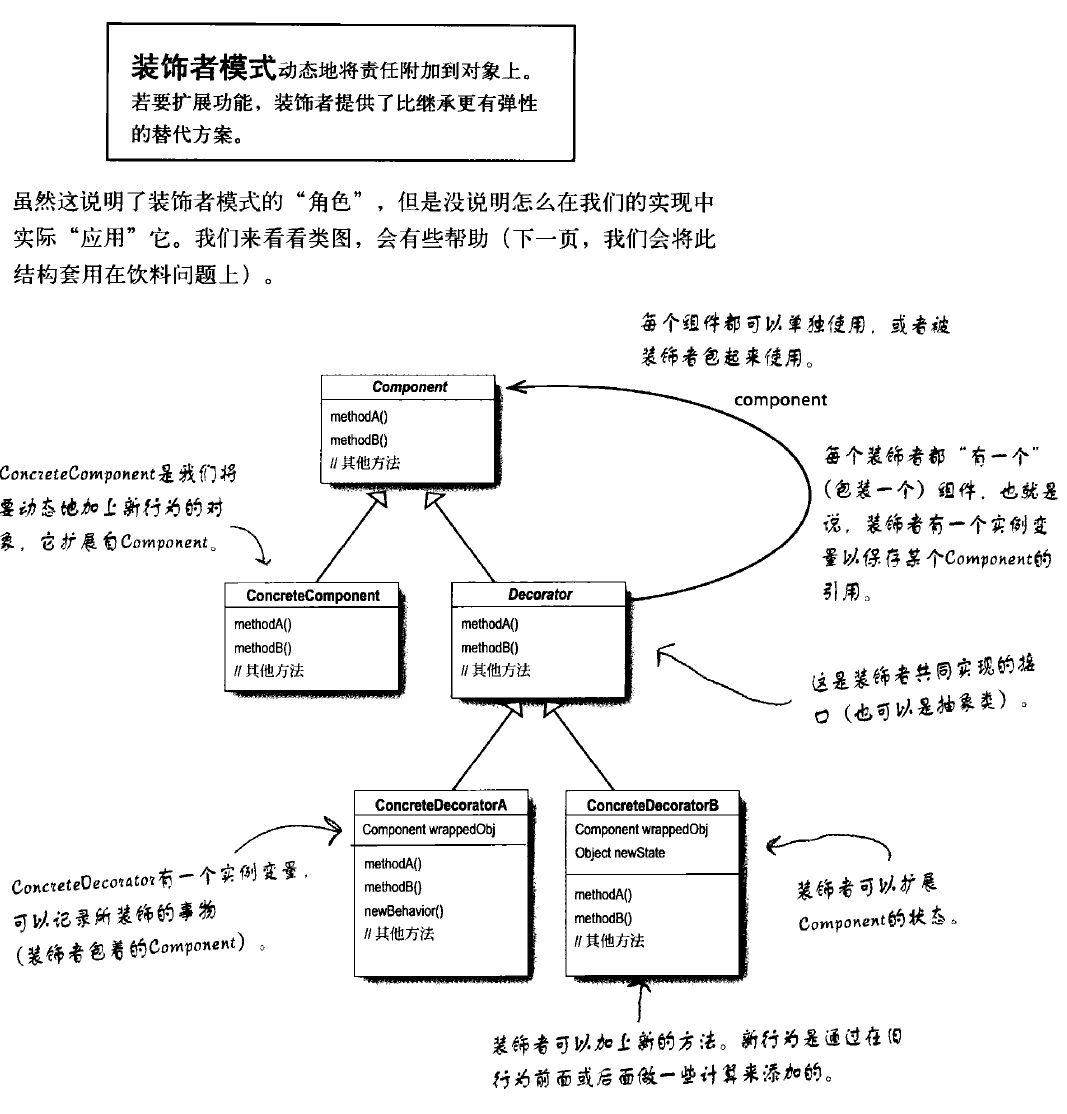 装饰者模式动态地将责任附加到对象上。
若要扩展功能，装饰者提供了比继承更有弹性
的替代方案。
虽然这说明了装饰者模式的“角色”，但是没说明怎么在我们的实现中
实际“应用”它。我们来看看类图，会有些帮助（下一页，我们会将此
结构套用在饮料问题上）。
每个组件都可以单独使用，或者被
装饰者包起来使用。
Component
methodA()
methodB()
// 其他方法
component
每个装饰者都“有一个”
（包装一个）组件，也就是
说，装饰者有一个实例变
量以保存某个Component的
引用。
ConcreteComponent是我们将
要动态地加上新行为的对
象，它扩展自Component。
ConcreteComponent
methodA()
methodB()
// 其他方法
Decorator
methodA()
methodB()
// 其他方法
这是装饰者共同实现的接
口（也可以是抽象类）。
ConcreteDecoratorA
Component wrappedObj
methodA()
methodB()
newBehavior()
// 其他方法
ConcreteDecoratorB
Component wrappedObj
Object newState
methodA()
methodB()
// 其他方法
ConcreteDecorator有一个实例变量，
可以记录所装饰的事物
（装饰者包着的Component）。
装饰者可以扩展
Component的状态。
装饰者可以加上新的方法。新行为是通过在旧
行为前面或后面做一些计算来添加的。